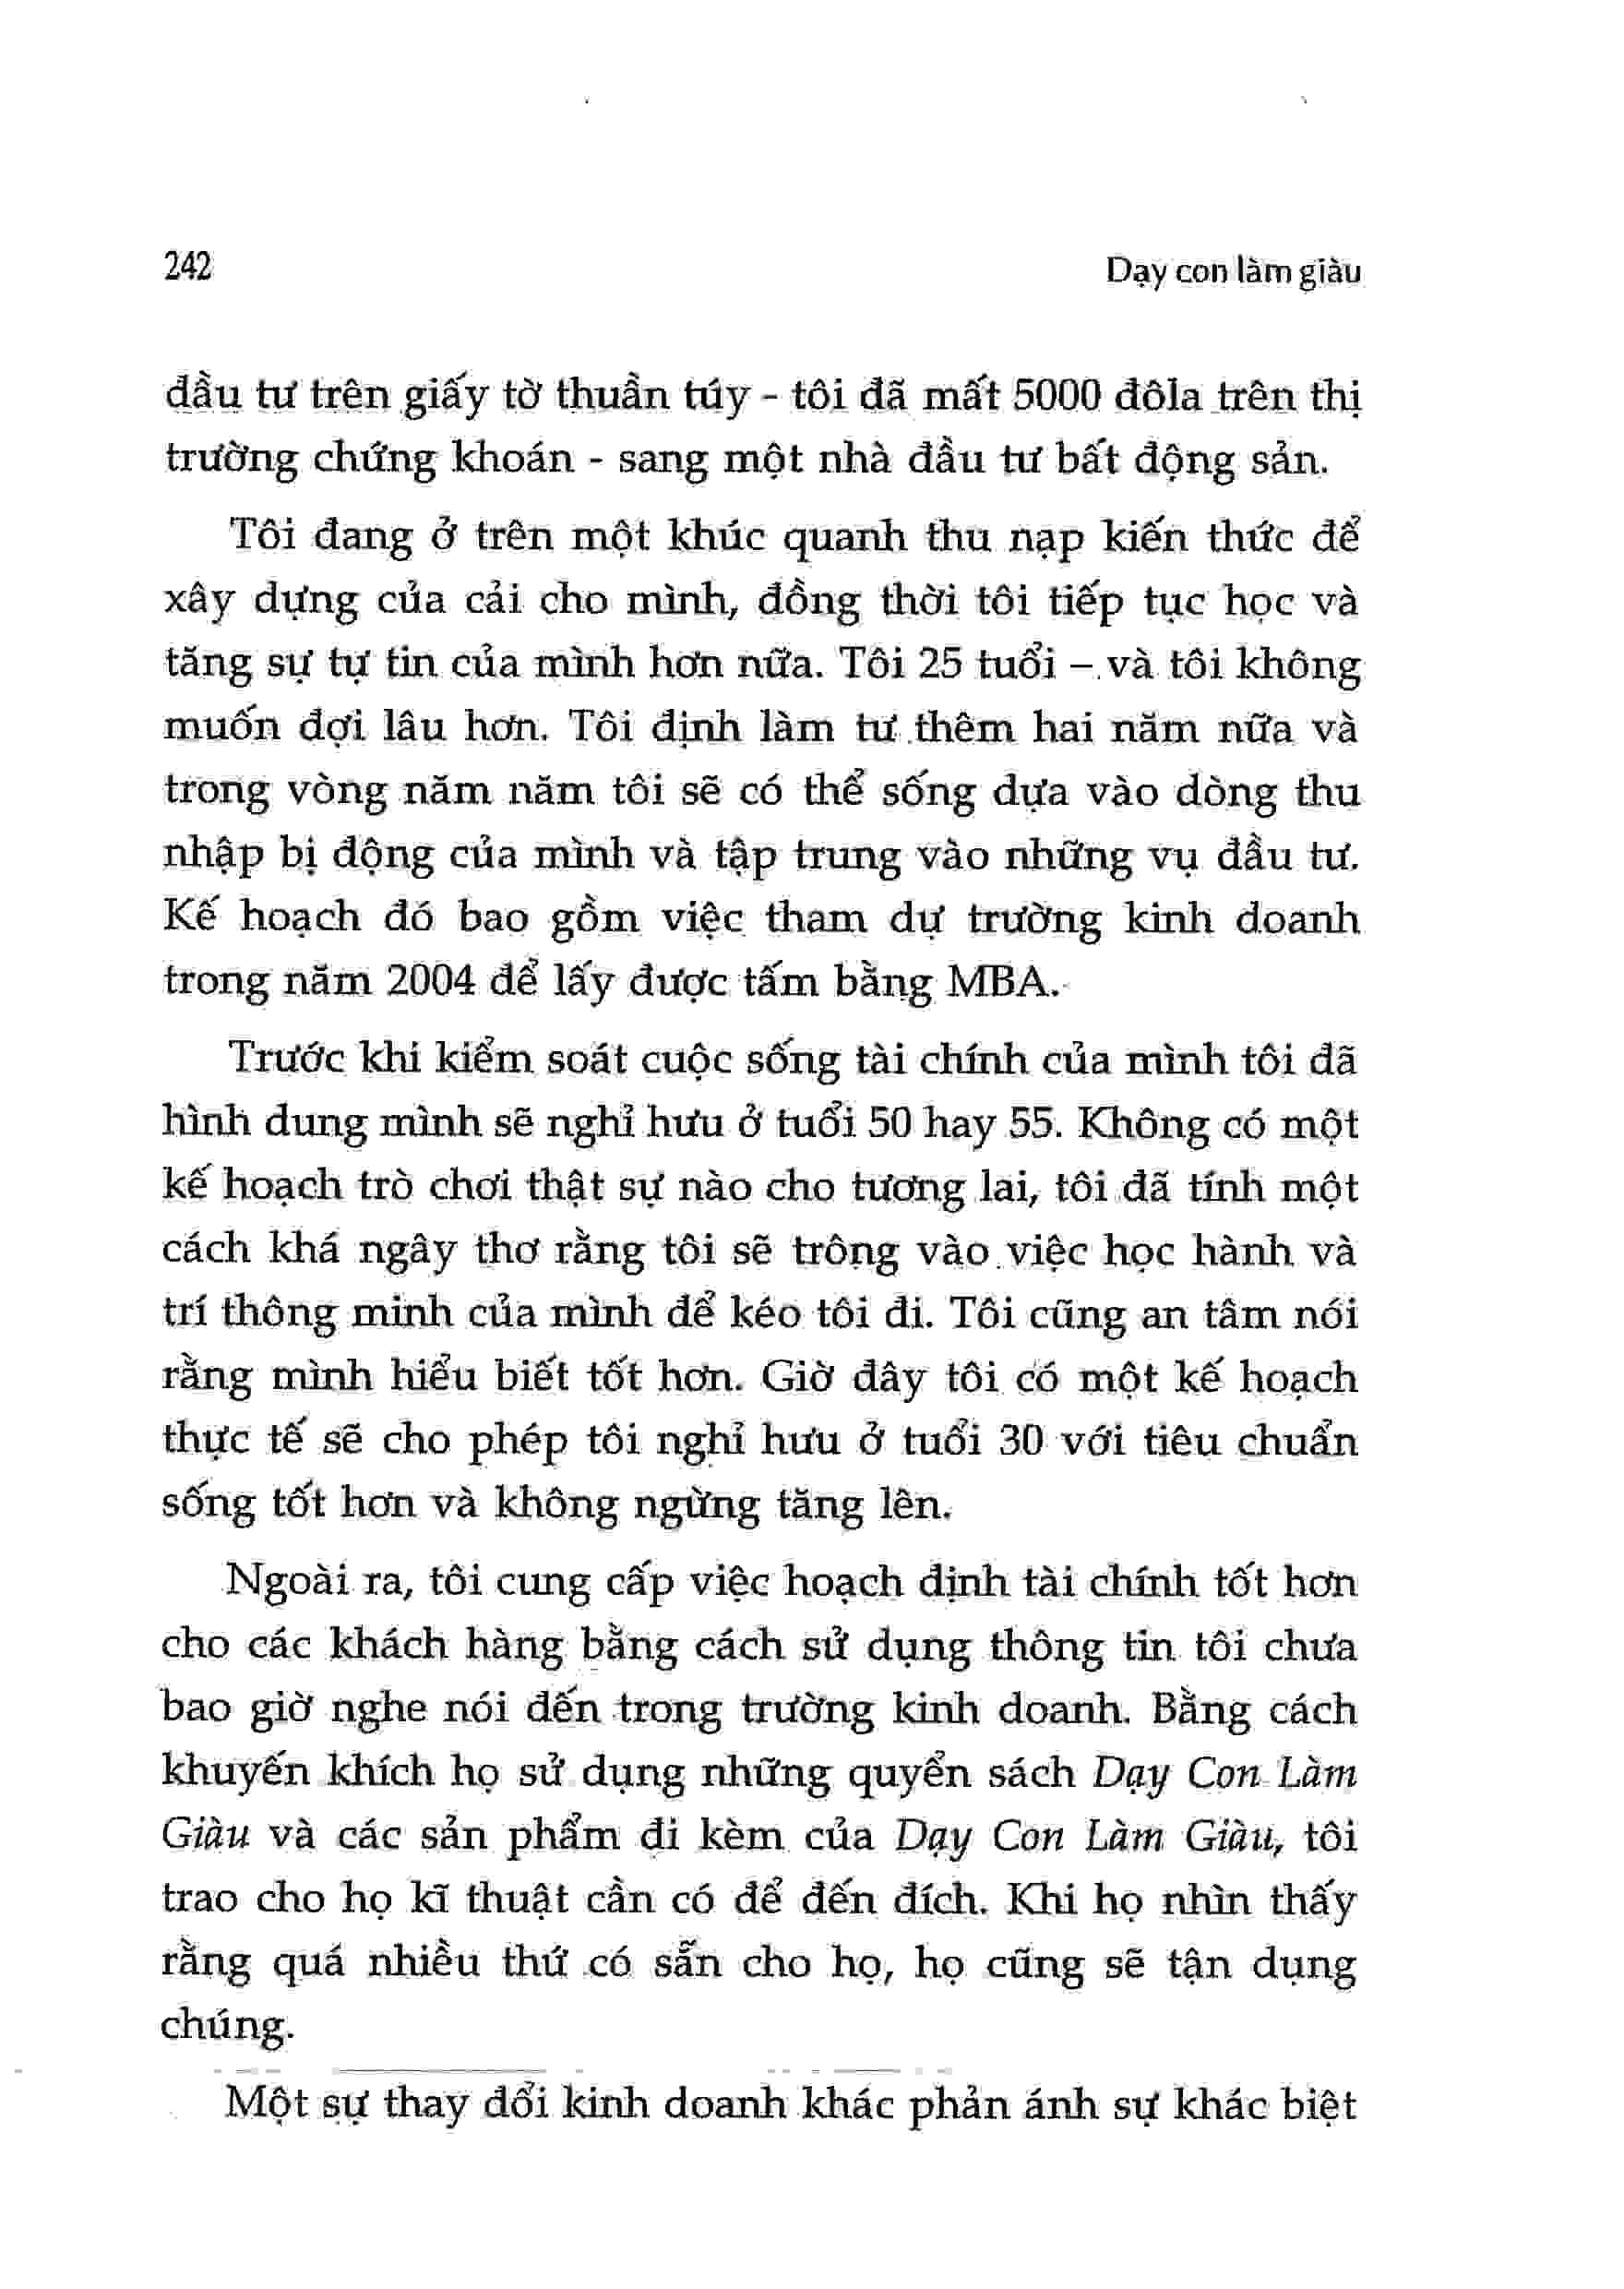 242
Dạy con làm giàu
đầu tư trên giấy tờ thuần túy - tôi đã mất 5000 đôla trên thị
trường chứng khoán - sang một nhà đầu tư bất động sản.
Tôi đang ở trên một khúc quanh thu nạp kiến thức để
xây dựng của cải cho mình, đồng thời tôi tiếp tục học và
tăng sự tự tin của mình hơn nữa. Tôi 25 tuổi – và tôi không
muốn đợi lâu hơn. Tôi định làm tư thêm hai năm nữa và
trong vòng năm năm tôi sẽ có thể sống dựa vào dòng thu
nhập bị động của mình và tập trung vào những vụ đầu tư.
Kế hoạch đó bao gồm việc tham dự trường kinh doanh
trong năm 2004 để lấy được tấm bằng MBA.
Trước khi kiểm soát cuộc sống tài chính của mình tôi đã
hình dung mình sẽ nghỉ hưu ở tuổi 50 hay 55. Không có một
kế hoạch trò chơi thật sự nào cho tương lai, tôi đã tính một
cách khá ngây thơ rằng tôi sẽ trông vào việc học hành và
trí thông minh của mình để kéo tôi đi. Tôi cũng an tâm nói
rằng mình hiểu biết tốt hơn. Giờ đây tôi có một kế hoạch
thực tế sẽ cho phép tôi nghỉ hưu ở tuổi 30 với tiêu chuẩn
sống tốt hơn và không ngừng tăng lên.
Ngoài ra, tôi cung cấp việc hoạch định tài chính tốt hơn
cho các khách hàng bằng cách sử dụng thông tin tôi chưa
bao giờ nghe nói đến trong trường kinh doanh. Bằng cách
khuyến khích họ sử dụng những quyển sách Dạy Con Làm
Giàu và các sản phẩm đi kèm của Dạy Con Làm Giàu, tôi
trao cho họ kĩ thuật cần có để đến đích. Khi họ nhìn thấy
rằng quá nhiều thứ có sẵn cho họ, họ cũng sẽ tận dụng
chúng.
Một sự thay đổi kinh doanh khác phản ánh sự khác biệt